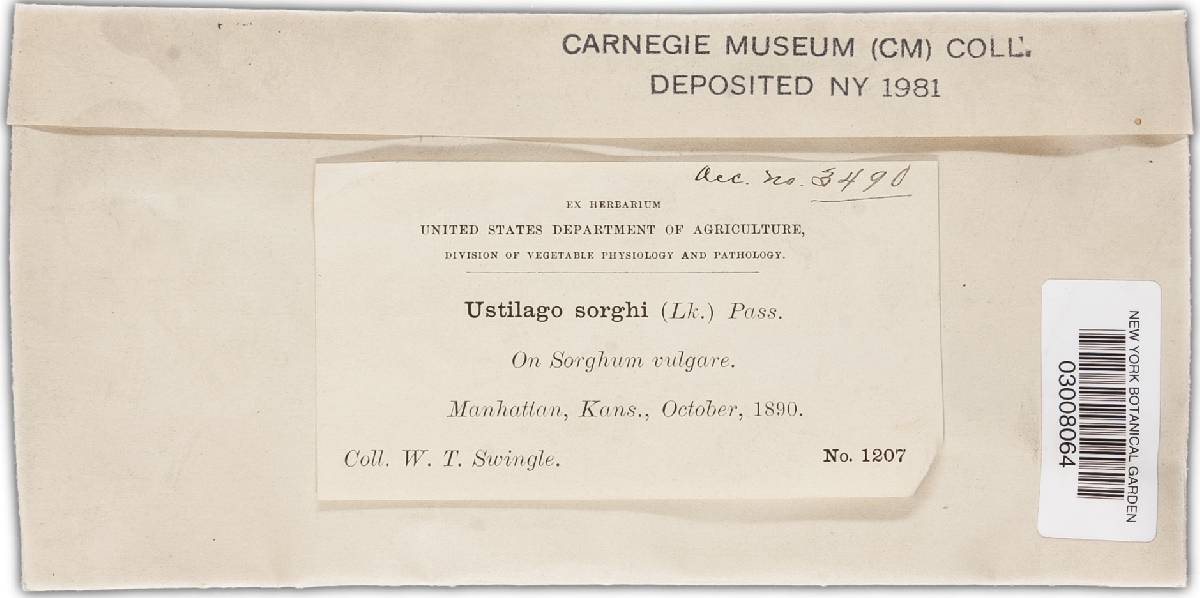 CARNEGIE MUSEUM (CM) COLL.
DEPOSITED NY 1981
Acc. no. 3490
EX HERBARIUM
UNITED STATES DEPARTMENT OF AGRICULTURE,
DIVISION OF VEGETABLE PHYSIOLOGY AND PATHOLOGY.
Ustilago sorghi (Lk.) Pass.
On Sorghum vulgare.
Manhattan, Kans., October, 1890.
Coll. W. T. Swingle. No. 1207
NEW YORK BOTANICAL GARDEN
03008064